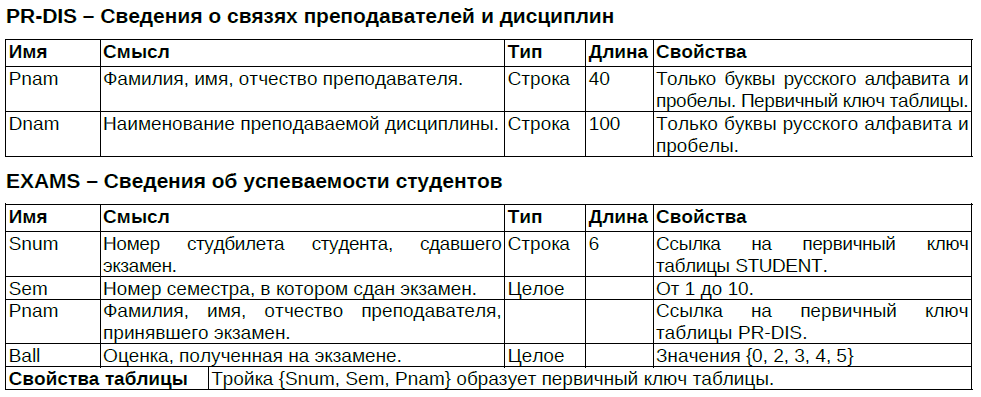 PR-DIS – Сведения о связях преподавателей и дисциплин
Имя Смысл Тип Длина Свойства
Pnam Фамилия, имя, отчество преподавателя. Строка 40 Только буквы русского алфавита и
пробелы. Первичный ключ таблицы.
Dnam Наименование преподаваемой дисциплины. Строка 100 Только буквы русского алфавита и
пробелы.
EXAMS – Сведения об успеваемости студентов
Имя Смысл Тип Длина Свойства
Snum Номер студбилета студента, сдавшего Строка 6 Ссылка на первичный ключ
экзамен. таблицы STUDENT.
Sem Номер семестра, в котором сдан экзамен. Целое От 1 до 10.
Pnam Фамилия, имя, отчество преподавателя, Ссылка на первичный ключ
принявшего экзамен. таблицы PR-DIS.
Ball Оценка, полученная на экзамене. Целое Значения {0, 2, 3, 4, 5}
Свойства таблицы Тройка {Snum, Sem, Pnam} образует первичный ключ таблицы.